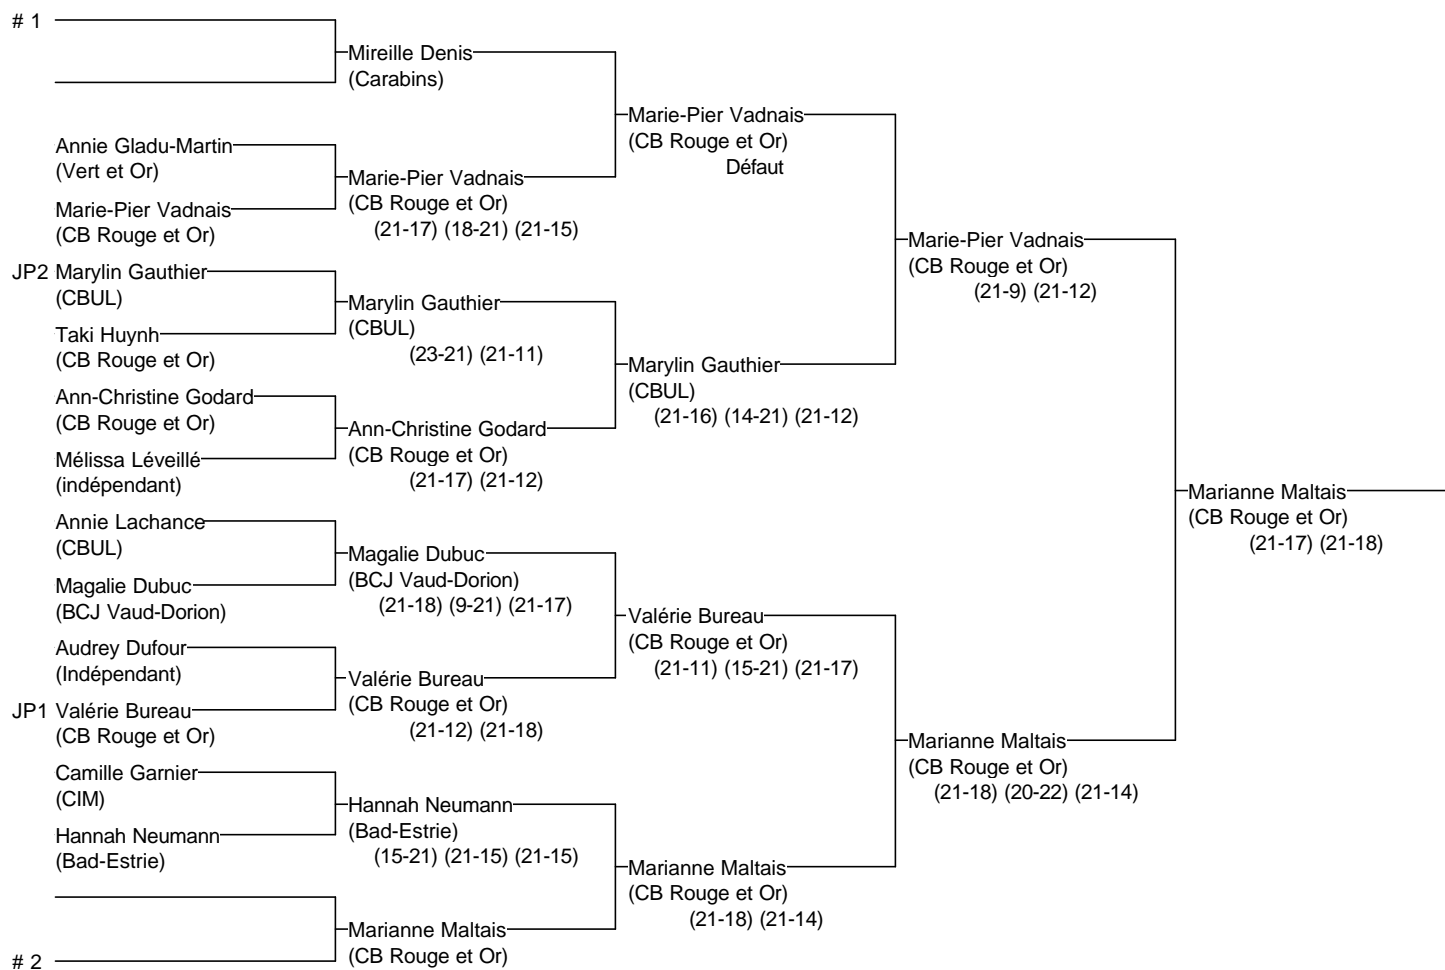 # 1
Mireille Denis
(Carabins)
Marie-Pier Vadnais
(CB Rouge et Or)
Défaut
Annie Gladu-Martin
(Vert et Or)
Marie-Pier Vadnais
(CB Rouge et Or)
(21-17) (18-21) (21-15)
Marie-Pier Vadnais
(CB Rouge et Or)
Marie-Pier Vadnais
(CB Rouge et Or)
(21-9) (21-12)
JP2 Marylin Gauthier
(CBUL)
Marylin Gauthier
(CBUL)
(23-21) (21-11)
Taki Huynh
(CB Rouge et Or)
Marylin Gauthier
(CBUL)
(21-16) (14-21) (21-12)
Ann-Christine Godard
(CB Rouge et Or)
Ann-Christine Godard
(CB Rouge et Or)
(21-17) (21-12)
Mélissa Léveillé
(indépendant)
Marianne Maltais
(CB Rouge et Or)
(21-17) (21-18)
Annie Lachance
(CBUL)
Magalie Dubuc
(BCJ Vaud-Dorion)
(21-18) (9-21) (21-17)
Magalie Dubuc
(BCJ Vaud-Dorion)
Valérie Bureau
(CB Rouge et Or)
(21-11) (15-21) (21-17)
Audrey Dufour
(Indépendant)
Valérie Bureau
(CB Rouge et Or)
(21-12) (21-18)
JP1 Valérie Bureau
(CB Rouge et Or)
Marianne Maltais
(CB Rouge et Or)
(21-18) (20-22) (21-14)
Camille Garnier
(CIM)
Hannah Neumann
(Bad-Estrie)
(15-21) (21-15) (21-15)
Hannah Neumann
(Bad-Estrie)
Marianne Maltais
(CB Rouge et Or)
(21-18) (21-14)
Marianne Maltais
(CB Rouge et Or)
# 2